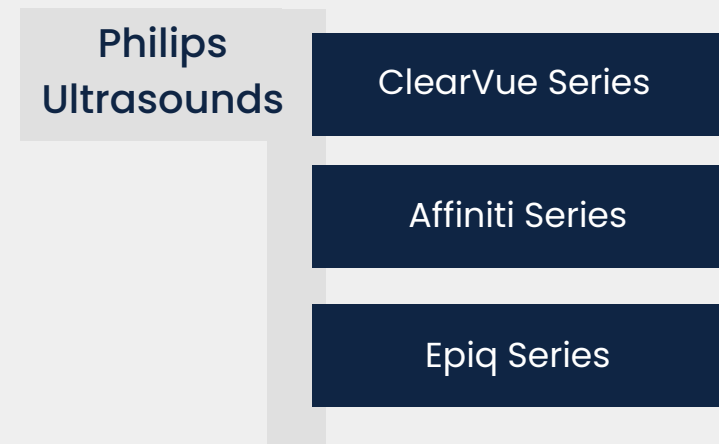 Philips
Ultrasounds
ClearVue Series
Affiniti Series
Epiq Series